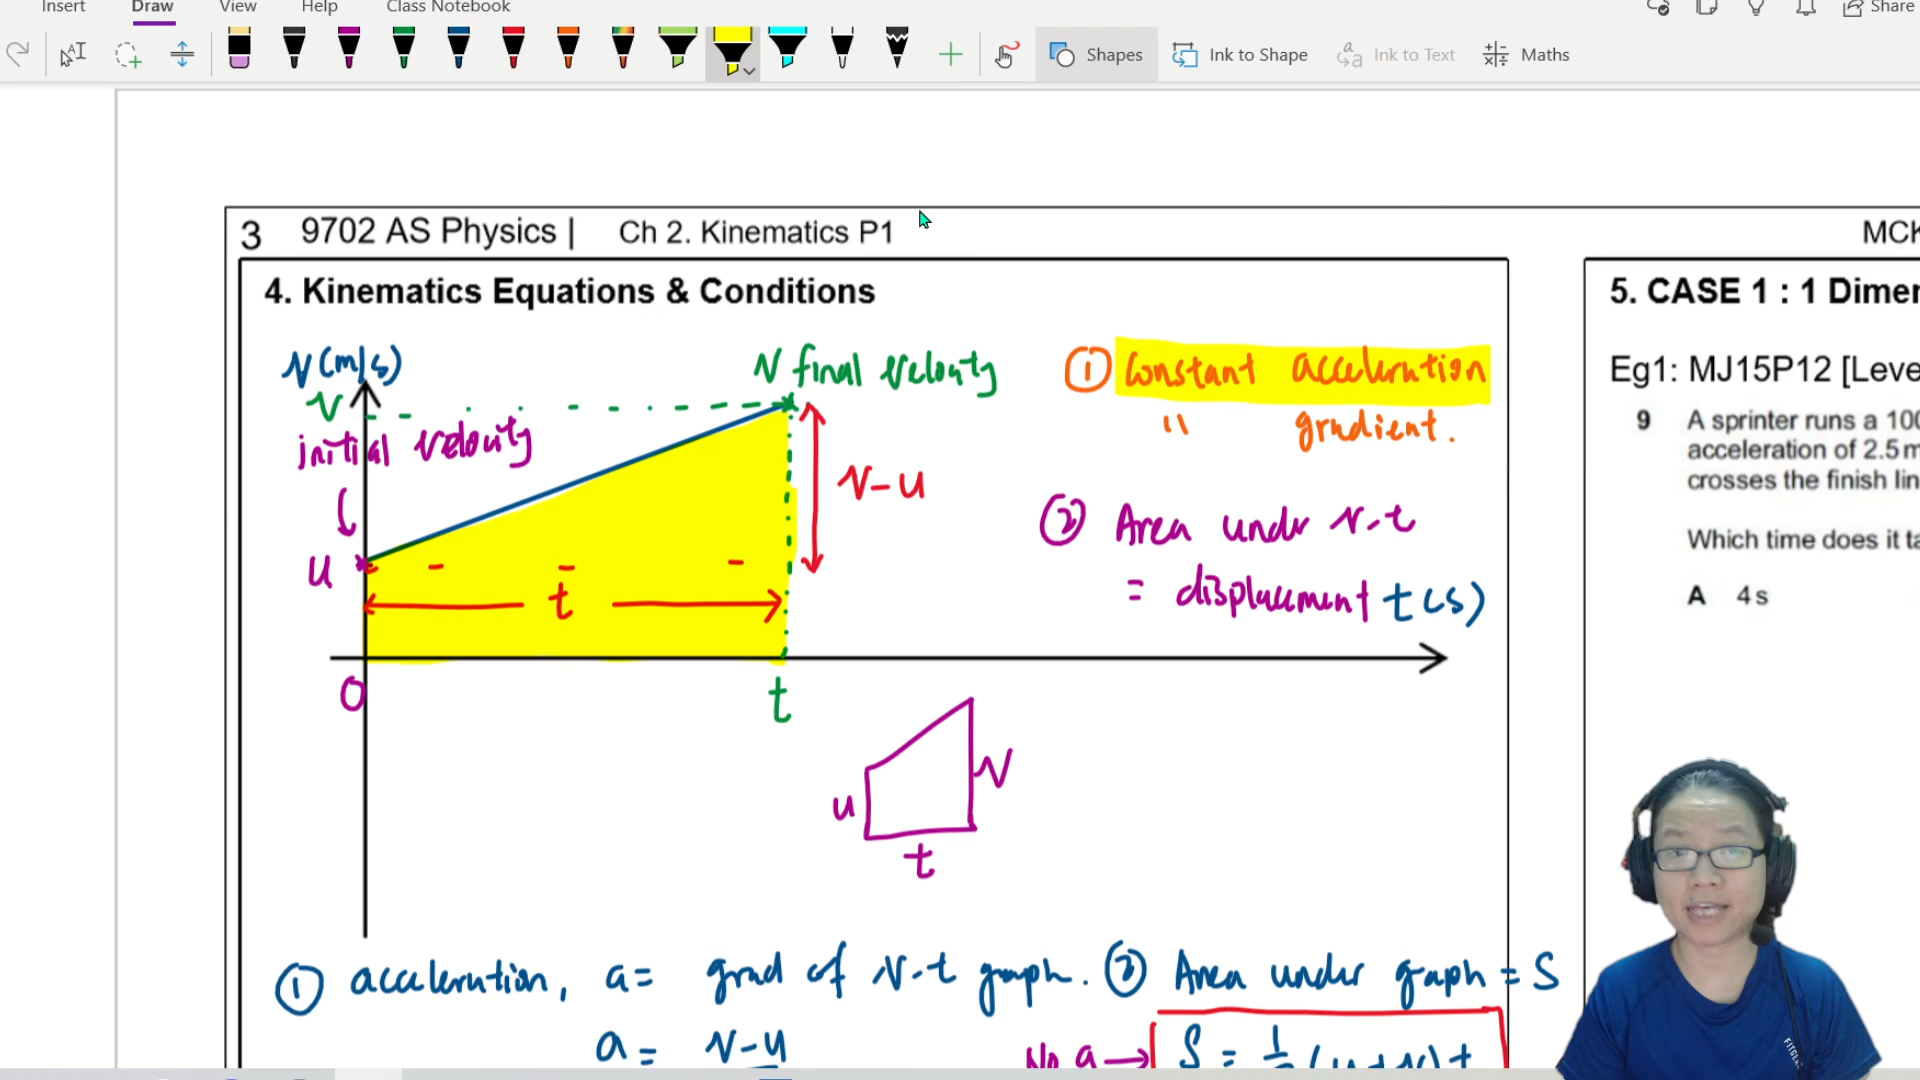 Insert Draw View Help Class Notebook Share
Shapes Ink to Shape Ink to Text Maths
3 9702 AS Physics | Ch 2. Kinematics P1
4. Kinematics Equations & Conditions
v (m/s)
v
v final velocity
initial velocity
u
v-u
t
0
t
① Constant acceleration
" gradient.
② Area under v-t
= displacement
t(s)
u
v
t
① acceleration, a = grad of v-t graph.
a = v-u
② Area under graph = S
No a → S = 1 (u+v) t
MCK
5. CASE 1 : 1 Dimer
Eg1: MJ15P12 [Leve
9 A sprinter runs a 100
acceleration of 2.5 m
crosses the finish lin
Which time does it ta
A 4 s